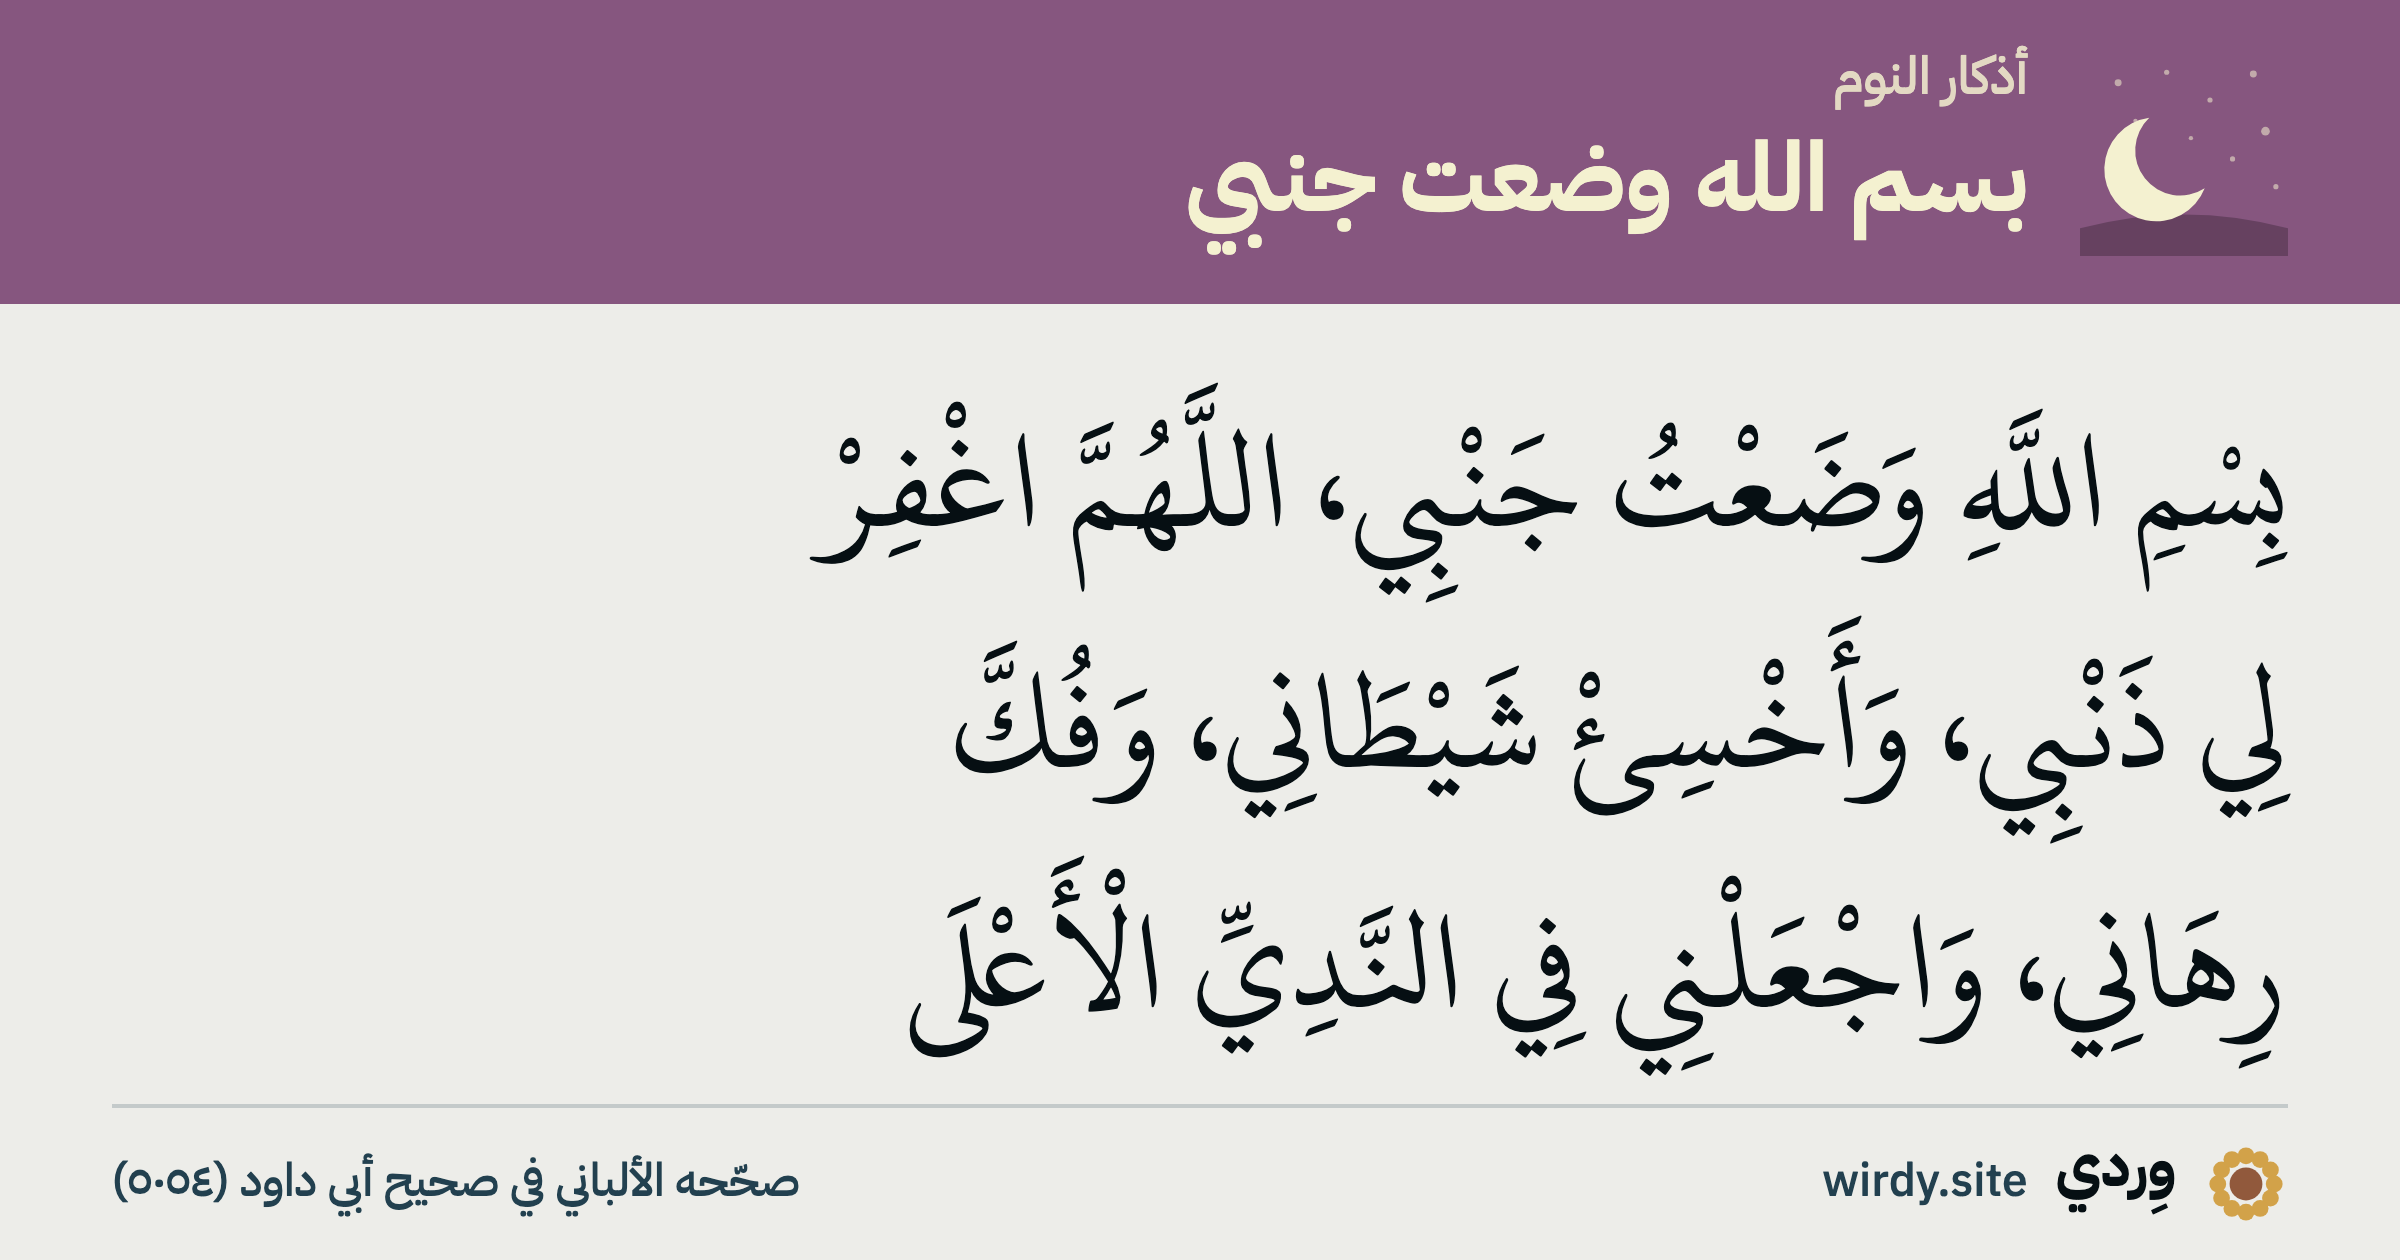 أذكار النوم
بسم الله وضعت جنبي
بِسْمِ اللَّهِ وَضَعْتُ جَنْبِي، اللَّهُمَّ اغْفِرْ
لِي ذَنْبِي، وَأَخْسِئْ شَيْطَانِي، وَفُكَّ
رِهَانِي، وَاجْعَلْنِي فِي النَّدِيِّ الْأَعْلَى
وِردي wirdy.site
صحّحه الألباني في صحيح أبي داود (٥٠٥٤)